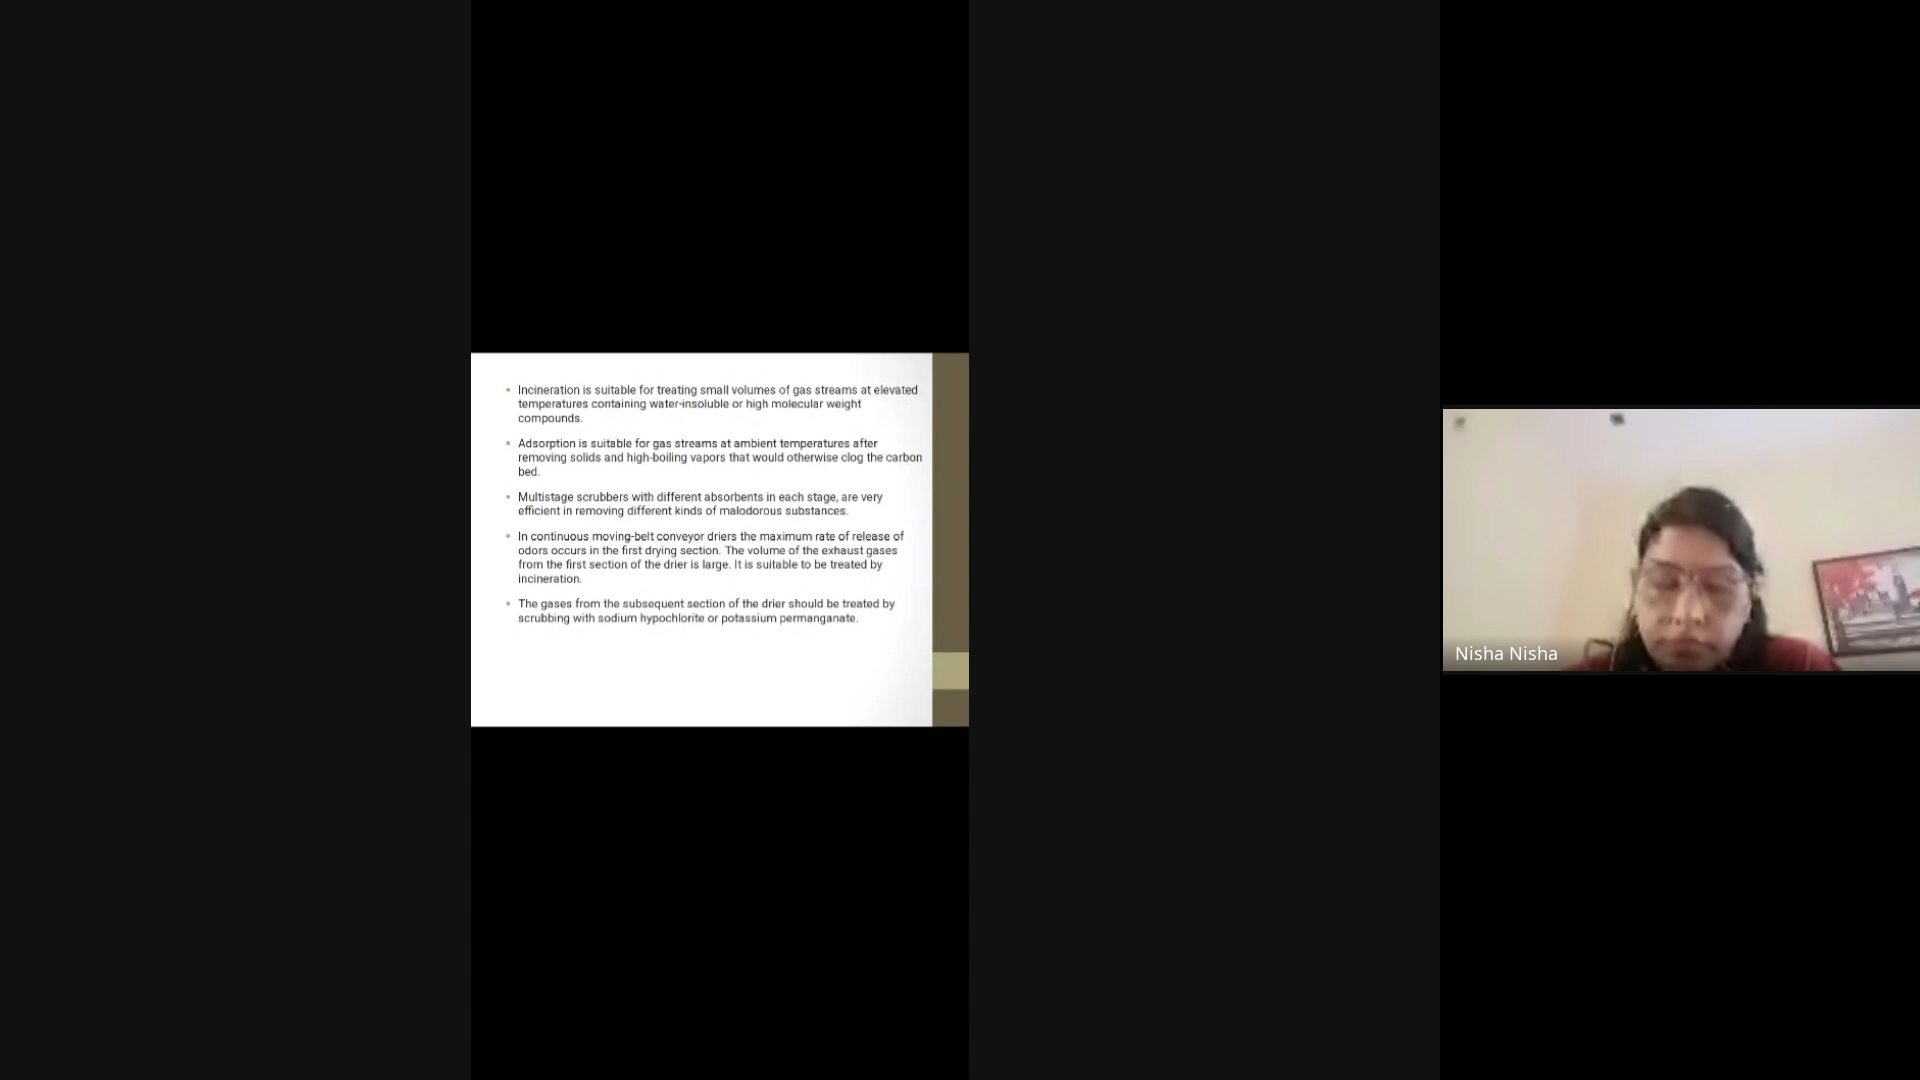 Incineration is suitable for treating small volumes of gas streams at elevated
temperatures containing water-insoluble or high molecular weight
compounds.
Adsorption is suitable for gas streams at ambient temperatures after
removing solids and high-boiling vapors that would otherwise clog the carbon
bed.
Multistage scrubbers with different absorbents in each stage, are very
efficient in removing different kinds of malodorous substances.
In continuous moving-belt conveyor driers the maximum rate of release of
odors occurs in the first drying section. The volume of the exhaust gases
from the first section of the drier is large. It is suitable to be treated by
incineration.
The gases from the subsequent section of the drier should be treated by
scrubbing with sodium hypochlorite or potassium permanganate.
Nisha Nisha